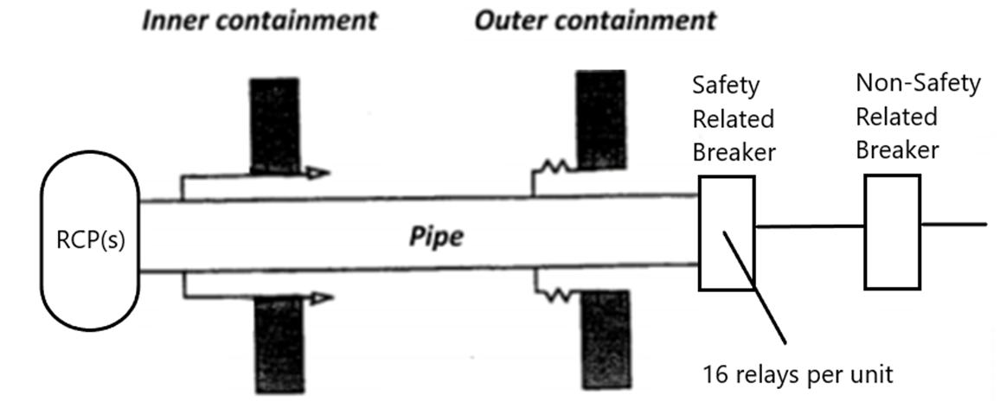 Inner containment
Outer containment
Safety
Related
Breaker
Non-Safety
Related
Breaker
RCP(s)
Pipe
16 relays per unit